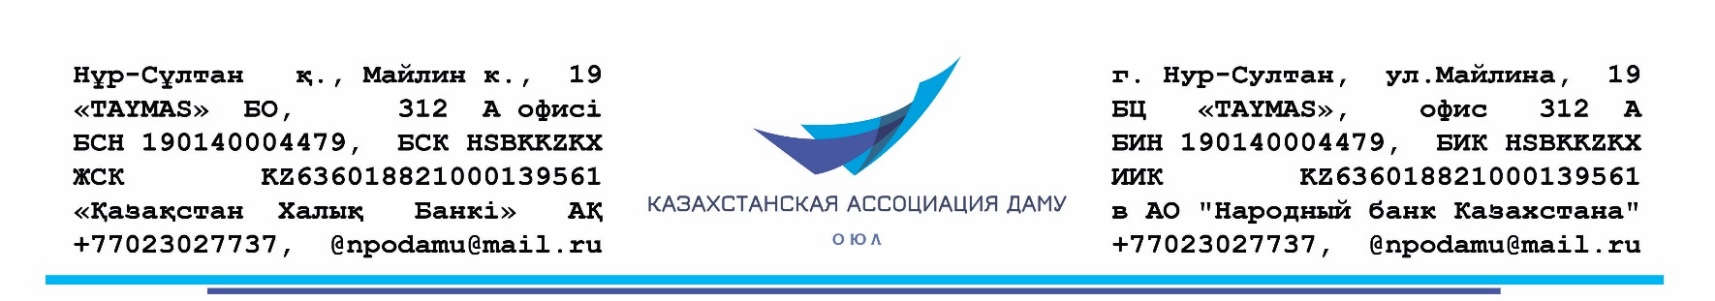 Нұр-Сұлтан қ., Майлин к., 19
«TAYMAS» БО, 312 А офисі
БСН 190140004479, БСК HSBKKZKX
ЖСК KZ636018821000139561
«Қазақстан Халық Банкі» АҚ
+77023027737, @npodamu@mail.ru
КАЗАХСТАНСКАЯ АССОЦИАЦИЯ ДАМУ
ОЮЛ
г. Нур-Султан, ул.Майлина, 19
БЦ «TAYMAS», офис 312 А
БИН 190140004479, БИК HSBKKZKX
ИИК KZ636018821000139561
в АО "Народный банк Казахстана"
+77023027737, @npodamu@mail.ru